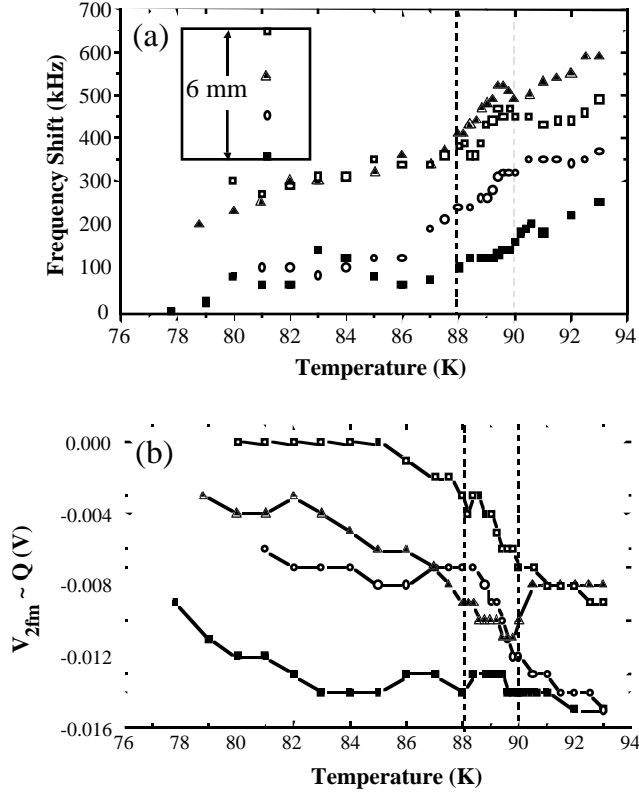 (a)
6 mm
Frequency Shift (kHz)
700
600
500
400
300
200
100
0
76 78 80 82 84 86 88 90 92 94
Temperature (K)
(b)
V2fm ~ Q (V)
0.000
-0.004
-0.008
-0.012
-0.016
76 78 80 82 84 86 88 90 92 94
Temperature (K)